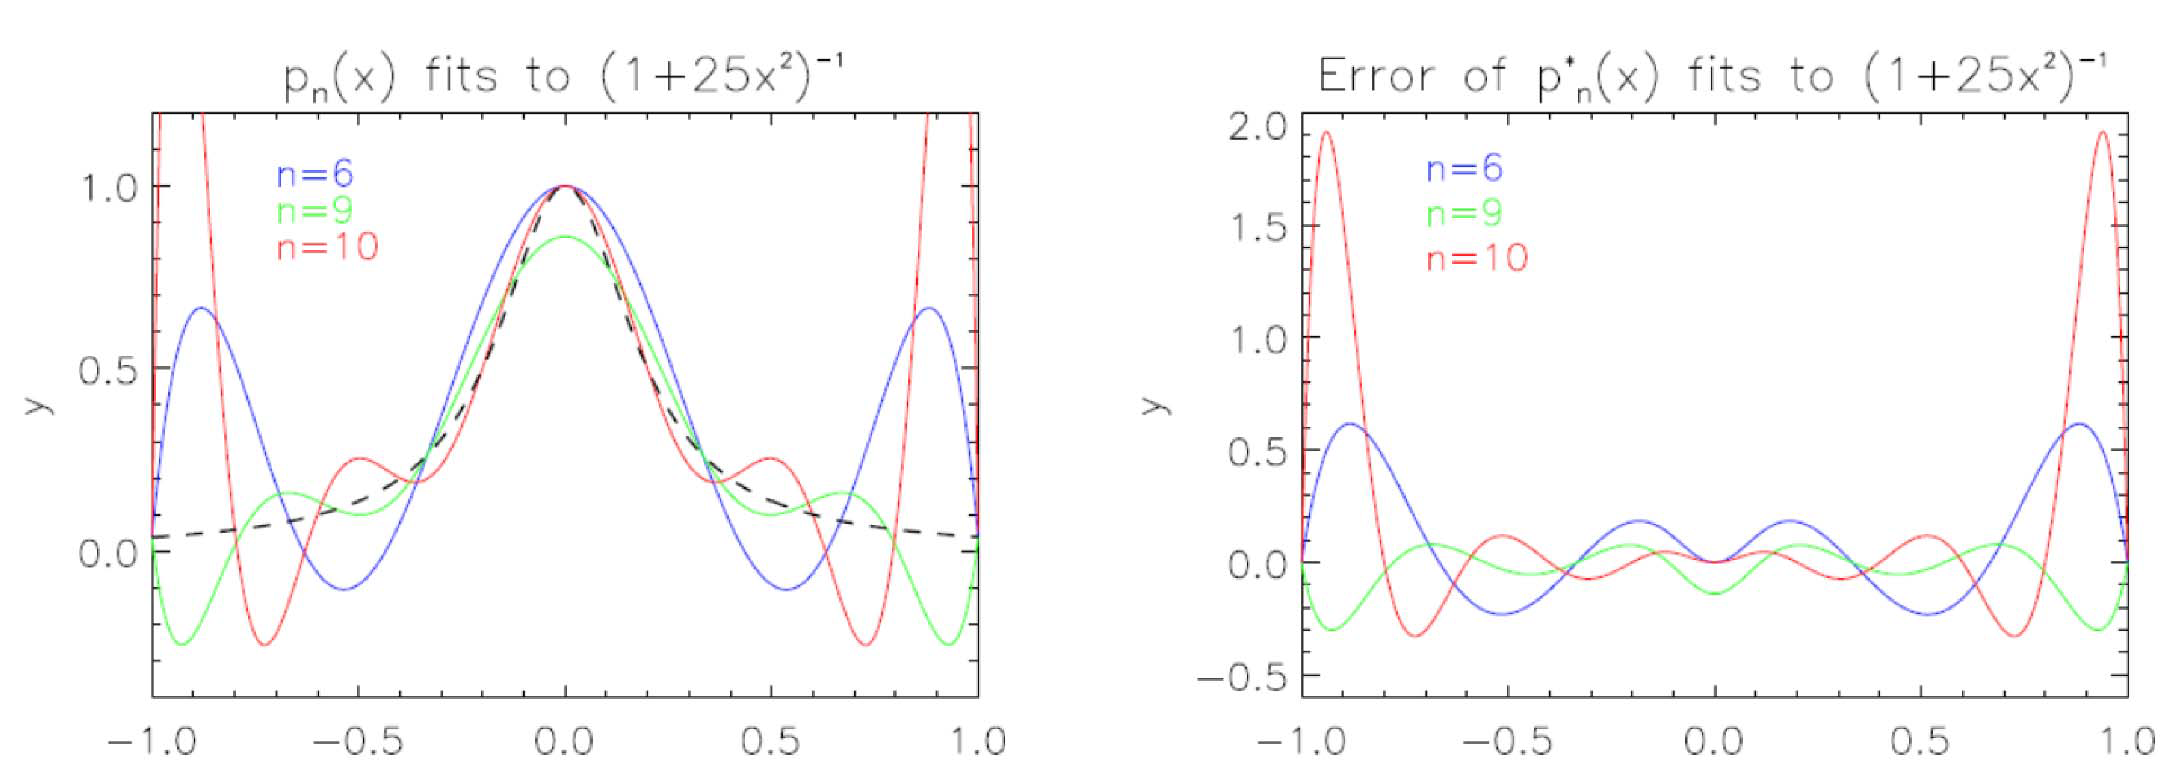 pₙ(x) fits to (1+25x²)⁻¹
n=6
n=9
n=10
1.0
0.5
0.0
y
−1.0 −0.5 0.0 0.5 1.0
Error of p*ₙ(x) fits to (1+25x²)⁻¹
2.0
n=6
n=9
n=10
1.5
1.0
0.5
0.0
−0.5
y
−1.0 −0.5 0.0 0.5 1.0